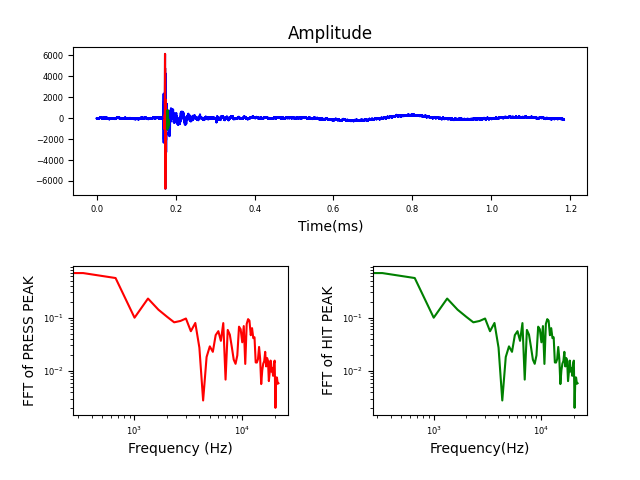 Amplitude
6000
4000
2000
0
−2000
−4000
−6000
0.0 0.2 0.4 0.6 0.8 1.0 1.2
Time(ms)
FFT of PRESS PEAK
10⁻¹
10⁻²
10³ 10⁴
Frequency (Hz)
FFT of HIT PEAK
10⁻¹
10⁻²
10³ 10⁴
Frequency(Hz)